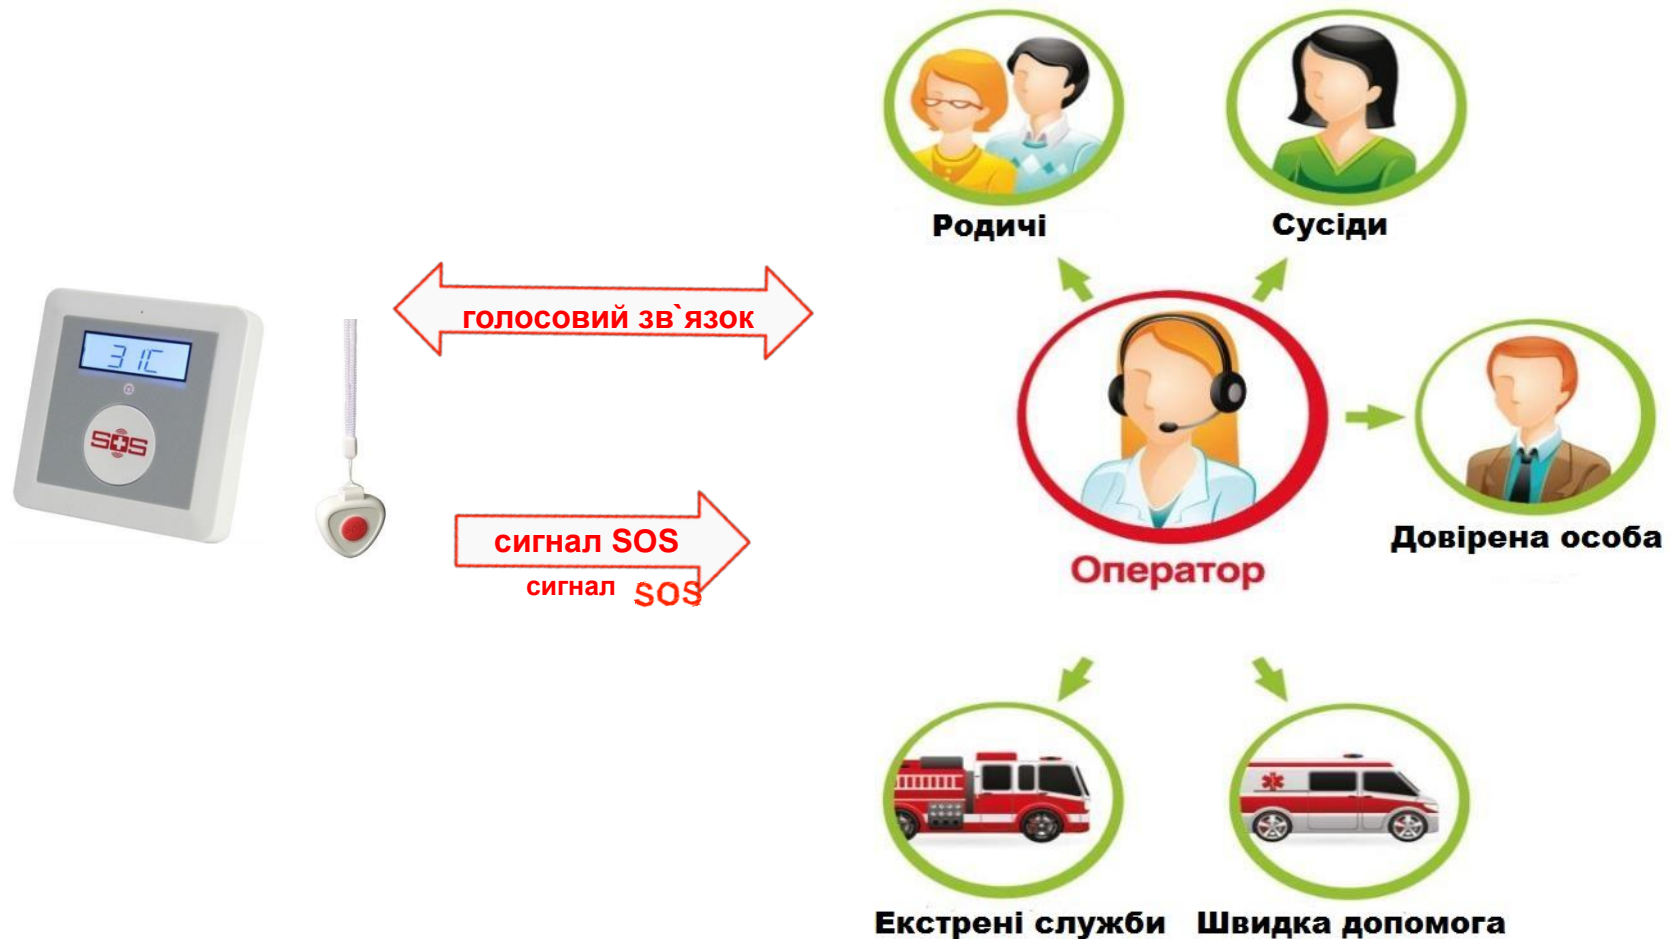 Родичі
Сусіди
голосовий зв`язок
31C
SOS
сигнал SOS
сигнал SOS
Оператор
Довірена особа
Екстрені служби
Швидка допомога